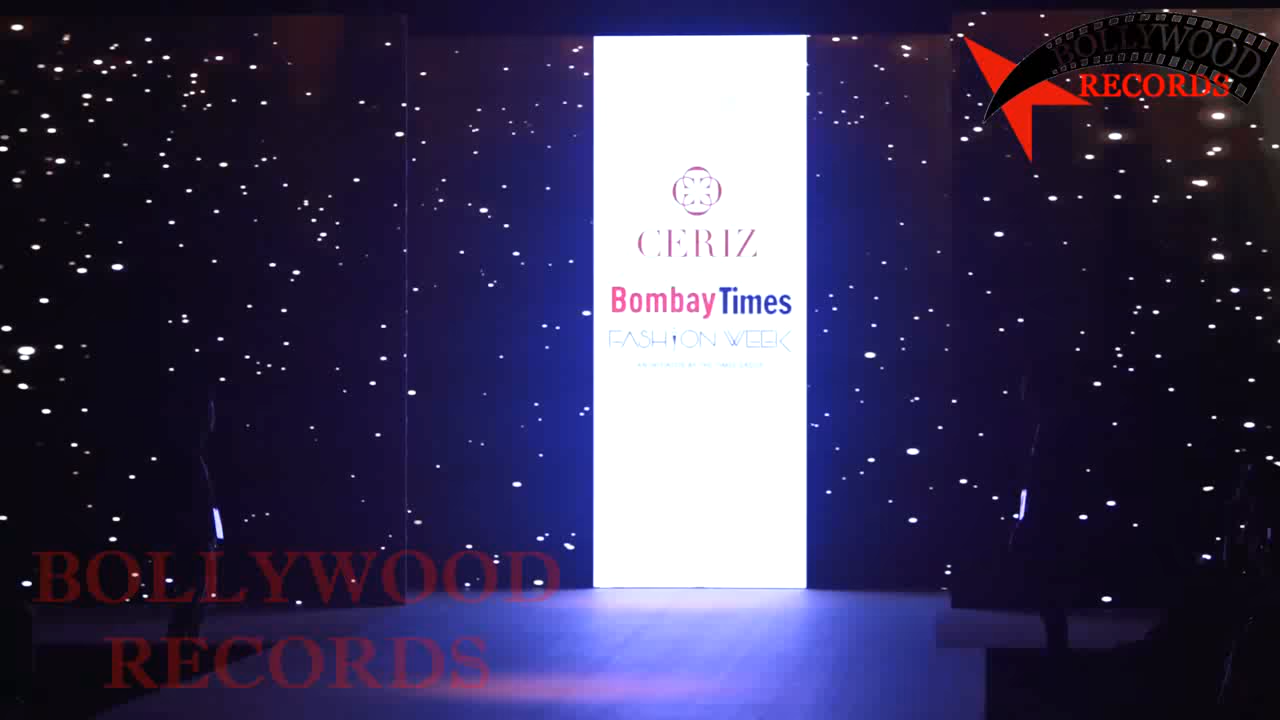 BOLLYWOOD
RECORDS
CERIZ
Bombay Times
FASHION WEEK
BOLLYWOOD
RECORDS